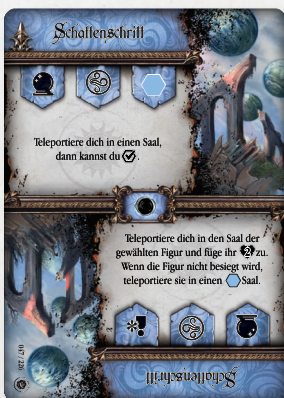 Schattenschritt
Teleportiere dich in einen Saal,
dann kannst du .
Teleportiere dich in den Saal der
gewählten Figur und füge ihr 2 zu.
Wenn die Figur nicht besiegt wird,
teleportiere sie in einen Saal.
Schattenschritt